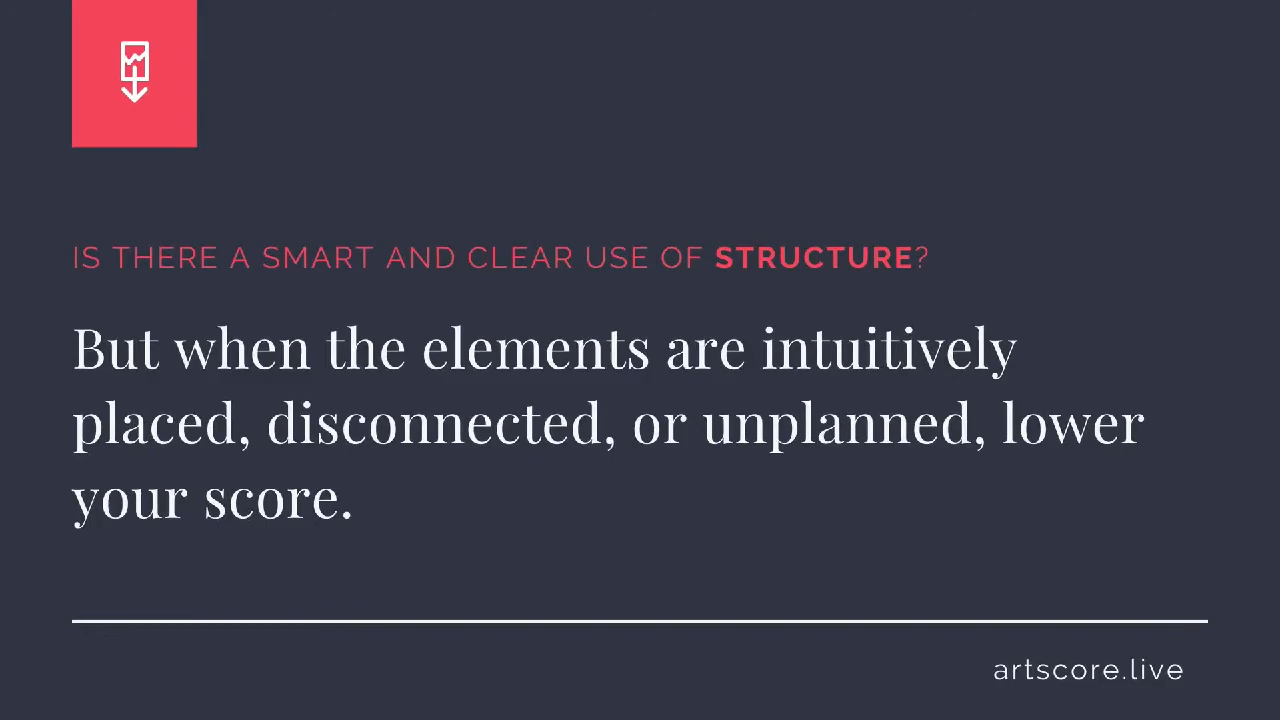 IS THERE A SMART AND CLEAR USE OF STRUCTURE?
But when the elements are intuitively
placed, disconnected, or unplanned, lower
your score.
artscore.live